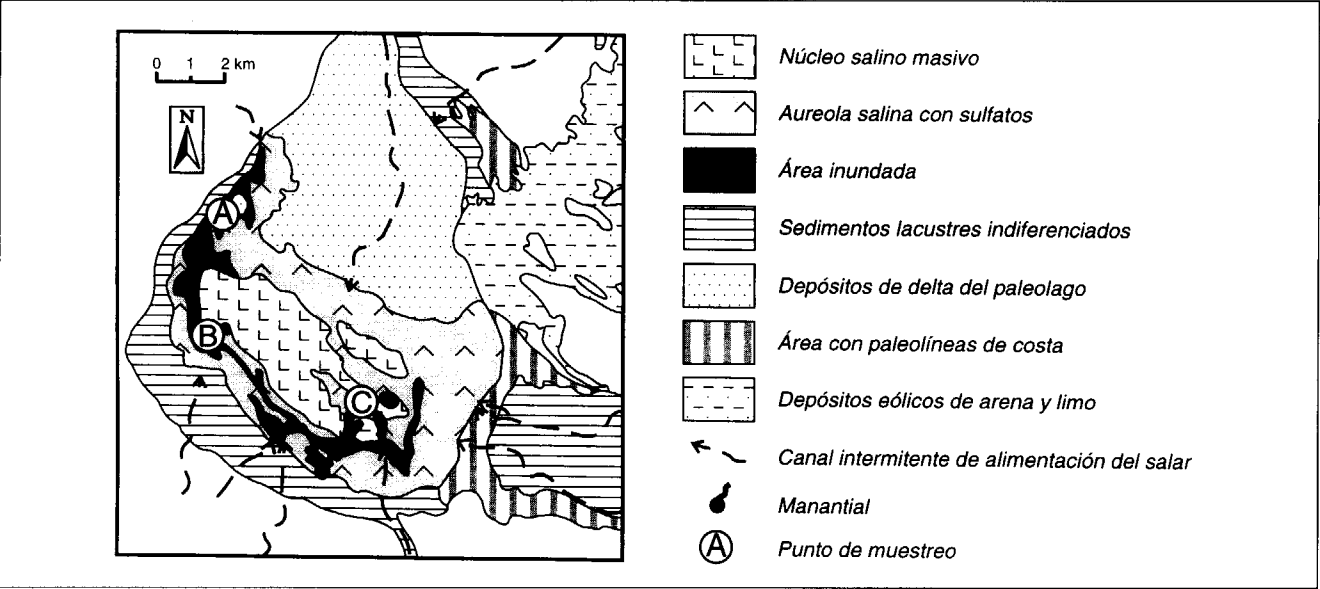 0 1 2 km
N
A
B
C
Núcleo salino masivo
Aureola salina con sulfatos
Área inundada
Sedimentos lacustres indiferenciados
Depósitos de delta del paleolago
Área con paleolíneas de costa
Depósitos eólicos de arena y limo
Canal intermitente de alimentación del salar
Manantial
A Punto de muestreo